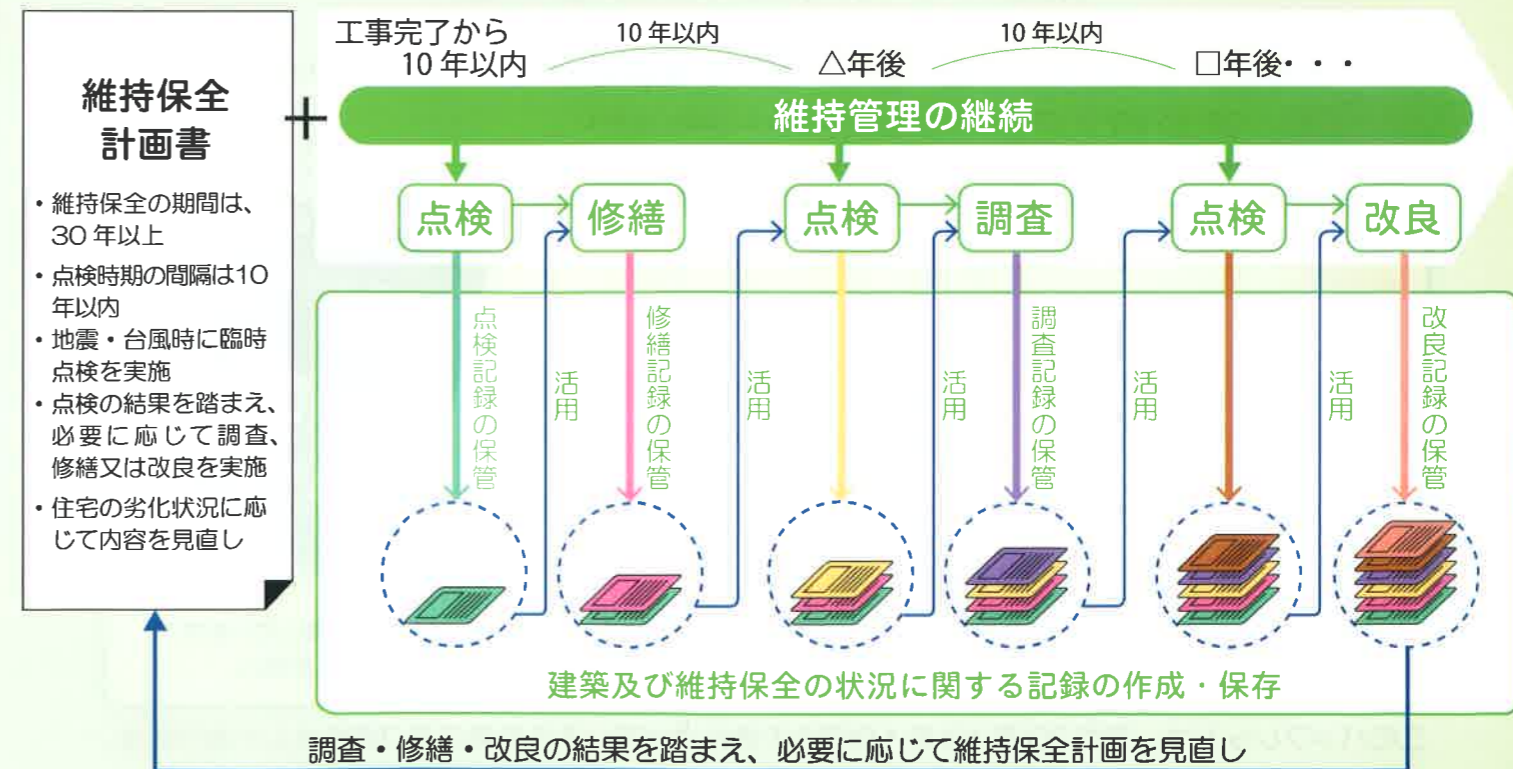 維持保全
計画書
・維持保全の期間は、
30年以上
・点検時期の間隔は10
年以内
・地震・台風時に臨時
点検を実施
・点検の結果を踏まえ、
必要に応じて調査、
修繕又は改良を実施
・住宅の劣化状況に応
じて内容を見直し
+
工事完了から
10年以内
10年以内
△年後
10年以内
□年後・・・
維持管理の継続
点検
修繕
点検
調査
点検
改良
点検記録の保管
活用
修繕記録の保管
活用
活用
調査記録の保管
活用
活用
改良記録の保管
建築及び維持保全の状況に関する記録の作成・保存
調査・修繕・改良の結果を踏まえ、必要に応じて維持保全計画を見直し